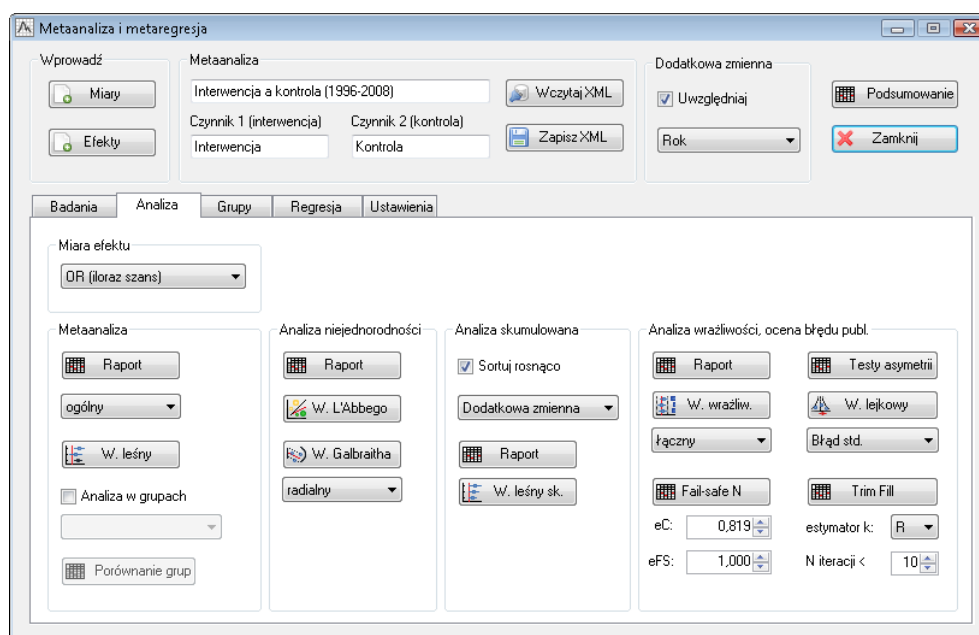 Metaanaliza i metaregresja
Wprowadź
Miary
Efekty
Metaanaliza
Interwencja a kontrola (1996-2008)
Wczytaj XML
Czynnik 1 (interwencja) Czynnik 2 (kontrola)
Interwencja Kontrola
Zapisz XML
Dodatkowa zmienna
Uwzględniaj
Rok
Podsumowanie
Zamknij
Badania Analiza Grupy Regresja Ustawienia
Miara efektu
OR (iloraz szans)
Metaanaliza
Raport
ogólny
W. leśny
Analiza w grupach
Porównanie grup
Analiza niejednorodności
Raport
W. L'Abbego
W. Galbraitha
radialny
Analiza skumulowana
Sortuj rosnąco
Dodatkowa zmienna
Raport
W. leśny sk.
Analiza wrażliwości, ocena błędu publ.
Raport Testy asymetrii
W. wrażliw. W. lejkowy
łączny Błąd std.
Fail-safe N Trim Fill
eC: 0,819 estymator k: R
eFS: 1,000 N iteracji < 10